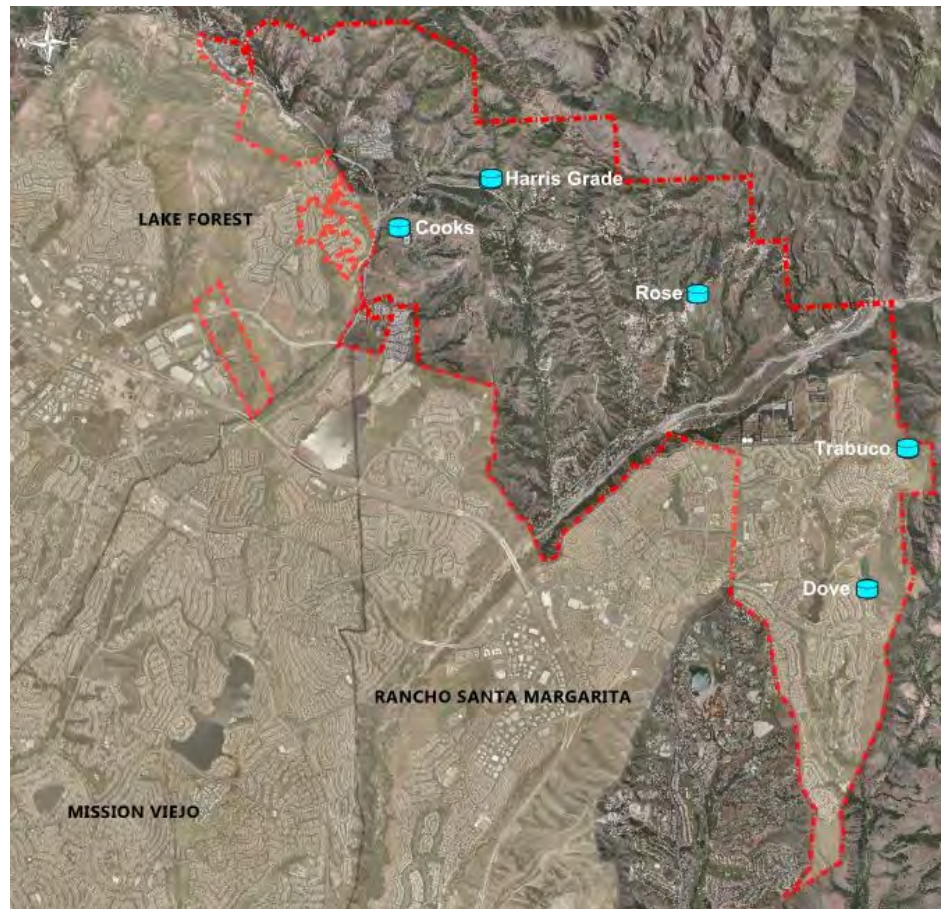 N
W E
S
Harris Grade
LAKE FOREST
Cooks
Rose
Trabuco
Dove
RANCHO SANTA MARGARITA
MISSION VIEJO